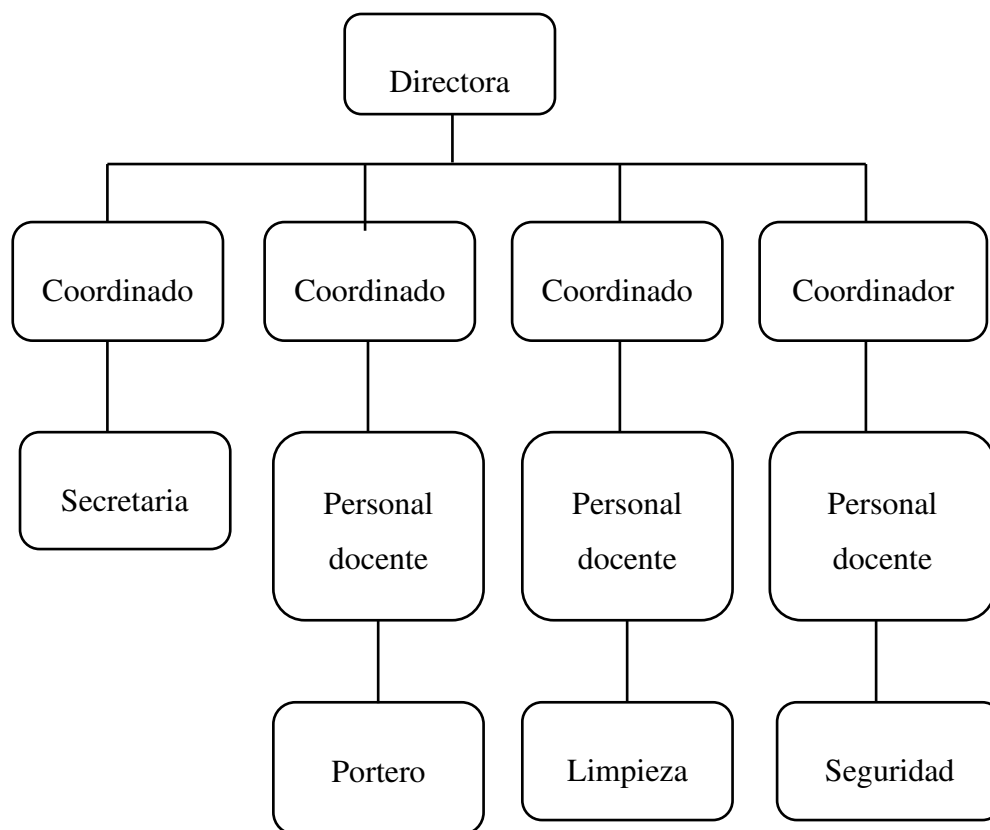 Directora
Coordinado
Coordinado
Coordinado
Coordinador
Secretaria
Personal
docente
Personal
docente
Personal
docente
Portero
Limpieza
Seguridad